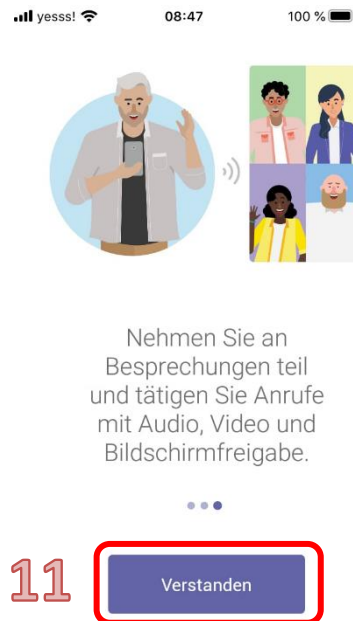 yesss! 08:47 100 %
Nehmen Sie an
Besprechungen teil
und tätigen Sie Anrufe
mit Audio, Video und
Bildschirmfreigabe.
11 Verstanden